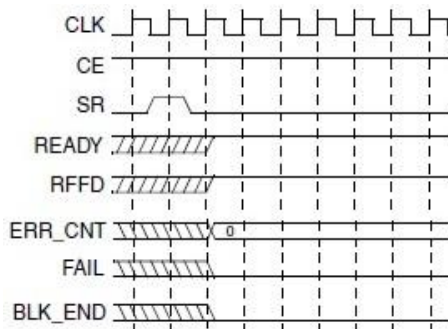 CLK
CE
SR
READY
RFFD
ERR_CNT 0
FAIL
BLK_END